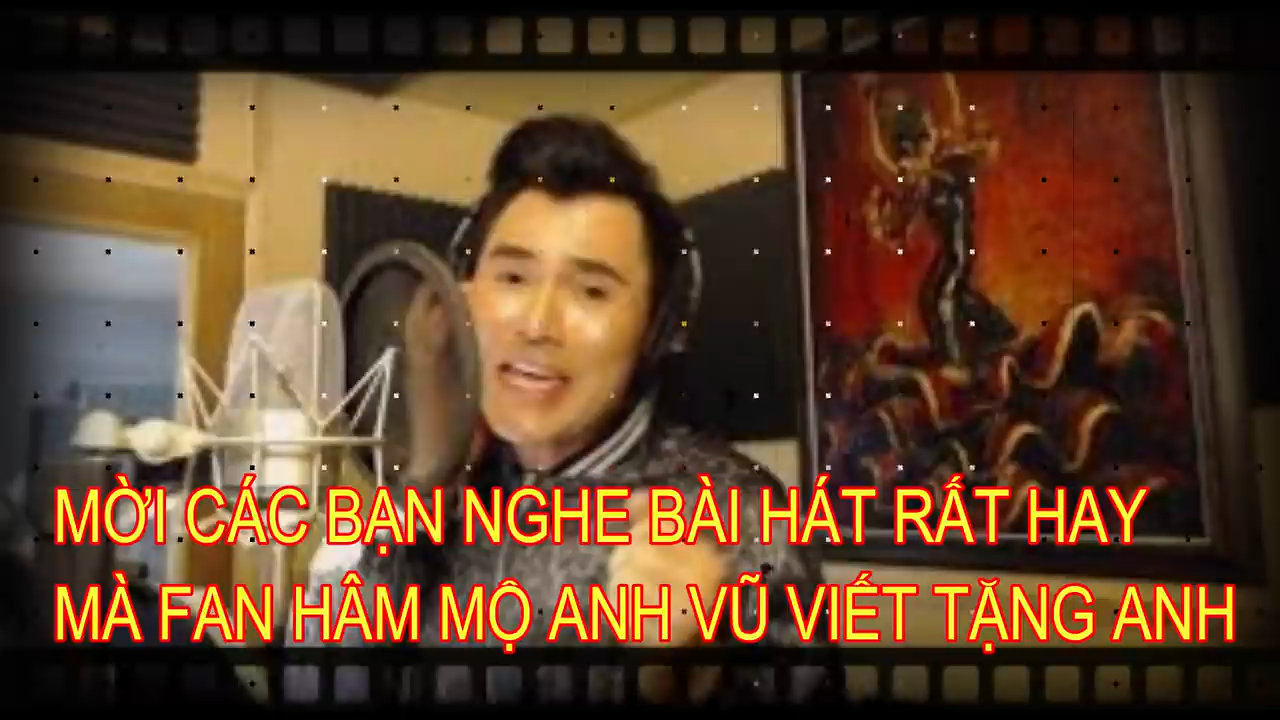 MỜI CÁC BẠN NGHE BÀI HÁT RẤT HAY
MÀ FAN HÂM MỘ ANH VŨ VIẾT TẶNG ANH